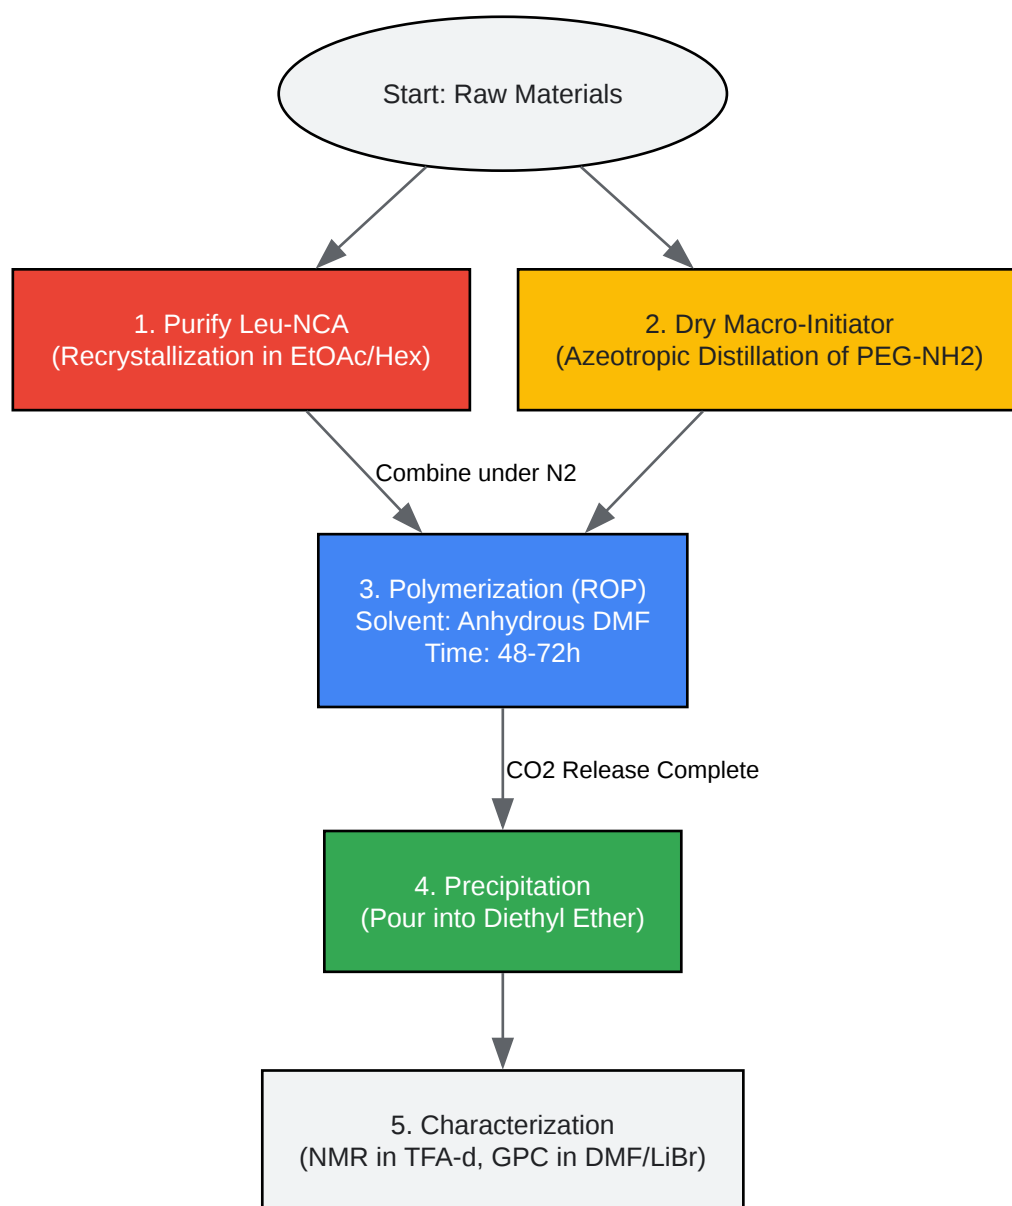 Start: Raw Materials
1. Purify Leu-NCA
(Recrystallization in EtOAc/Hex)
2. Dry Macro-Initiator
(Azeotropic Distillation of PEG-NH2)
Combine under N2
3. Polymerization (ROP)
Solvent: Anhydrous DMF
Time: 48-72h
CO2 Release Complete
4. Precipitation
(Pour into Diethyl Ether)
5. Characterization
(NMR in TFA-d, GPC in DMF/LiBr)